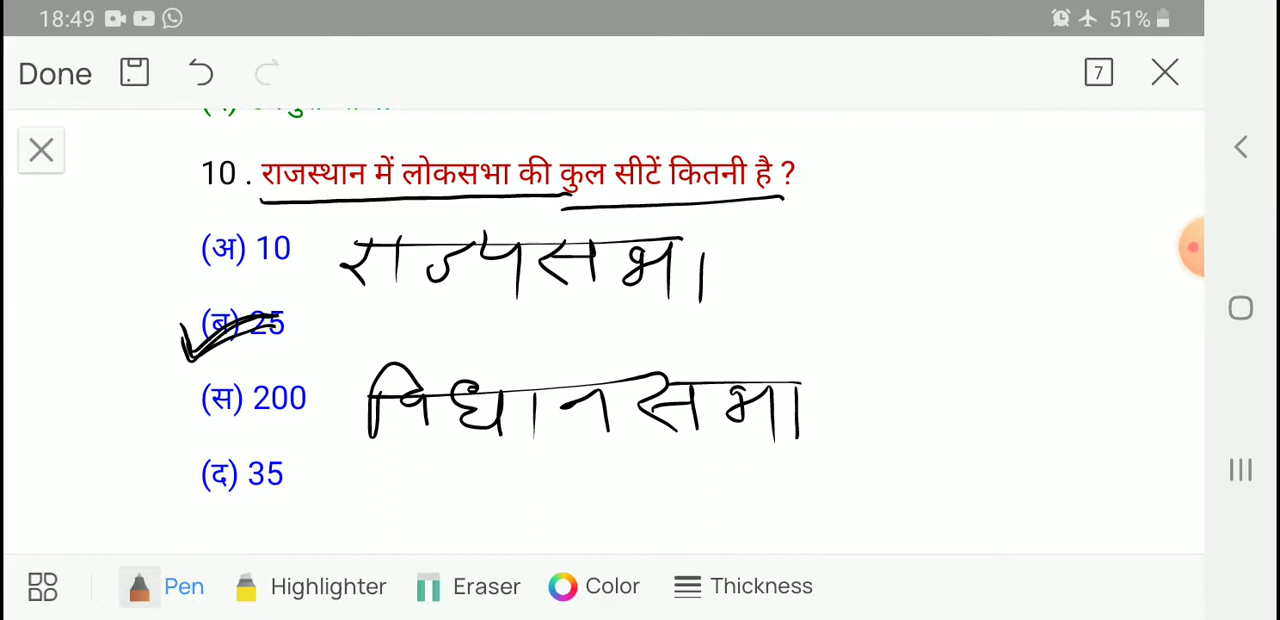 18:49 51%
Done 7
10 . राजस्थान में लोकसभा की कुल सीटें कितनी है ?
(अ) 10 राज्यसभा
(ब) 25
(स) 200 विधानसभा
(द) 35
Pen Highlighter Eraser Color Thickness